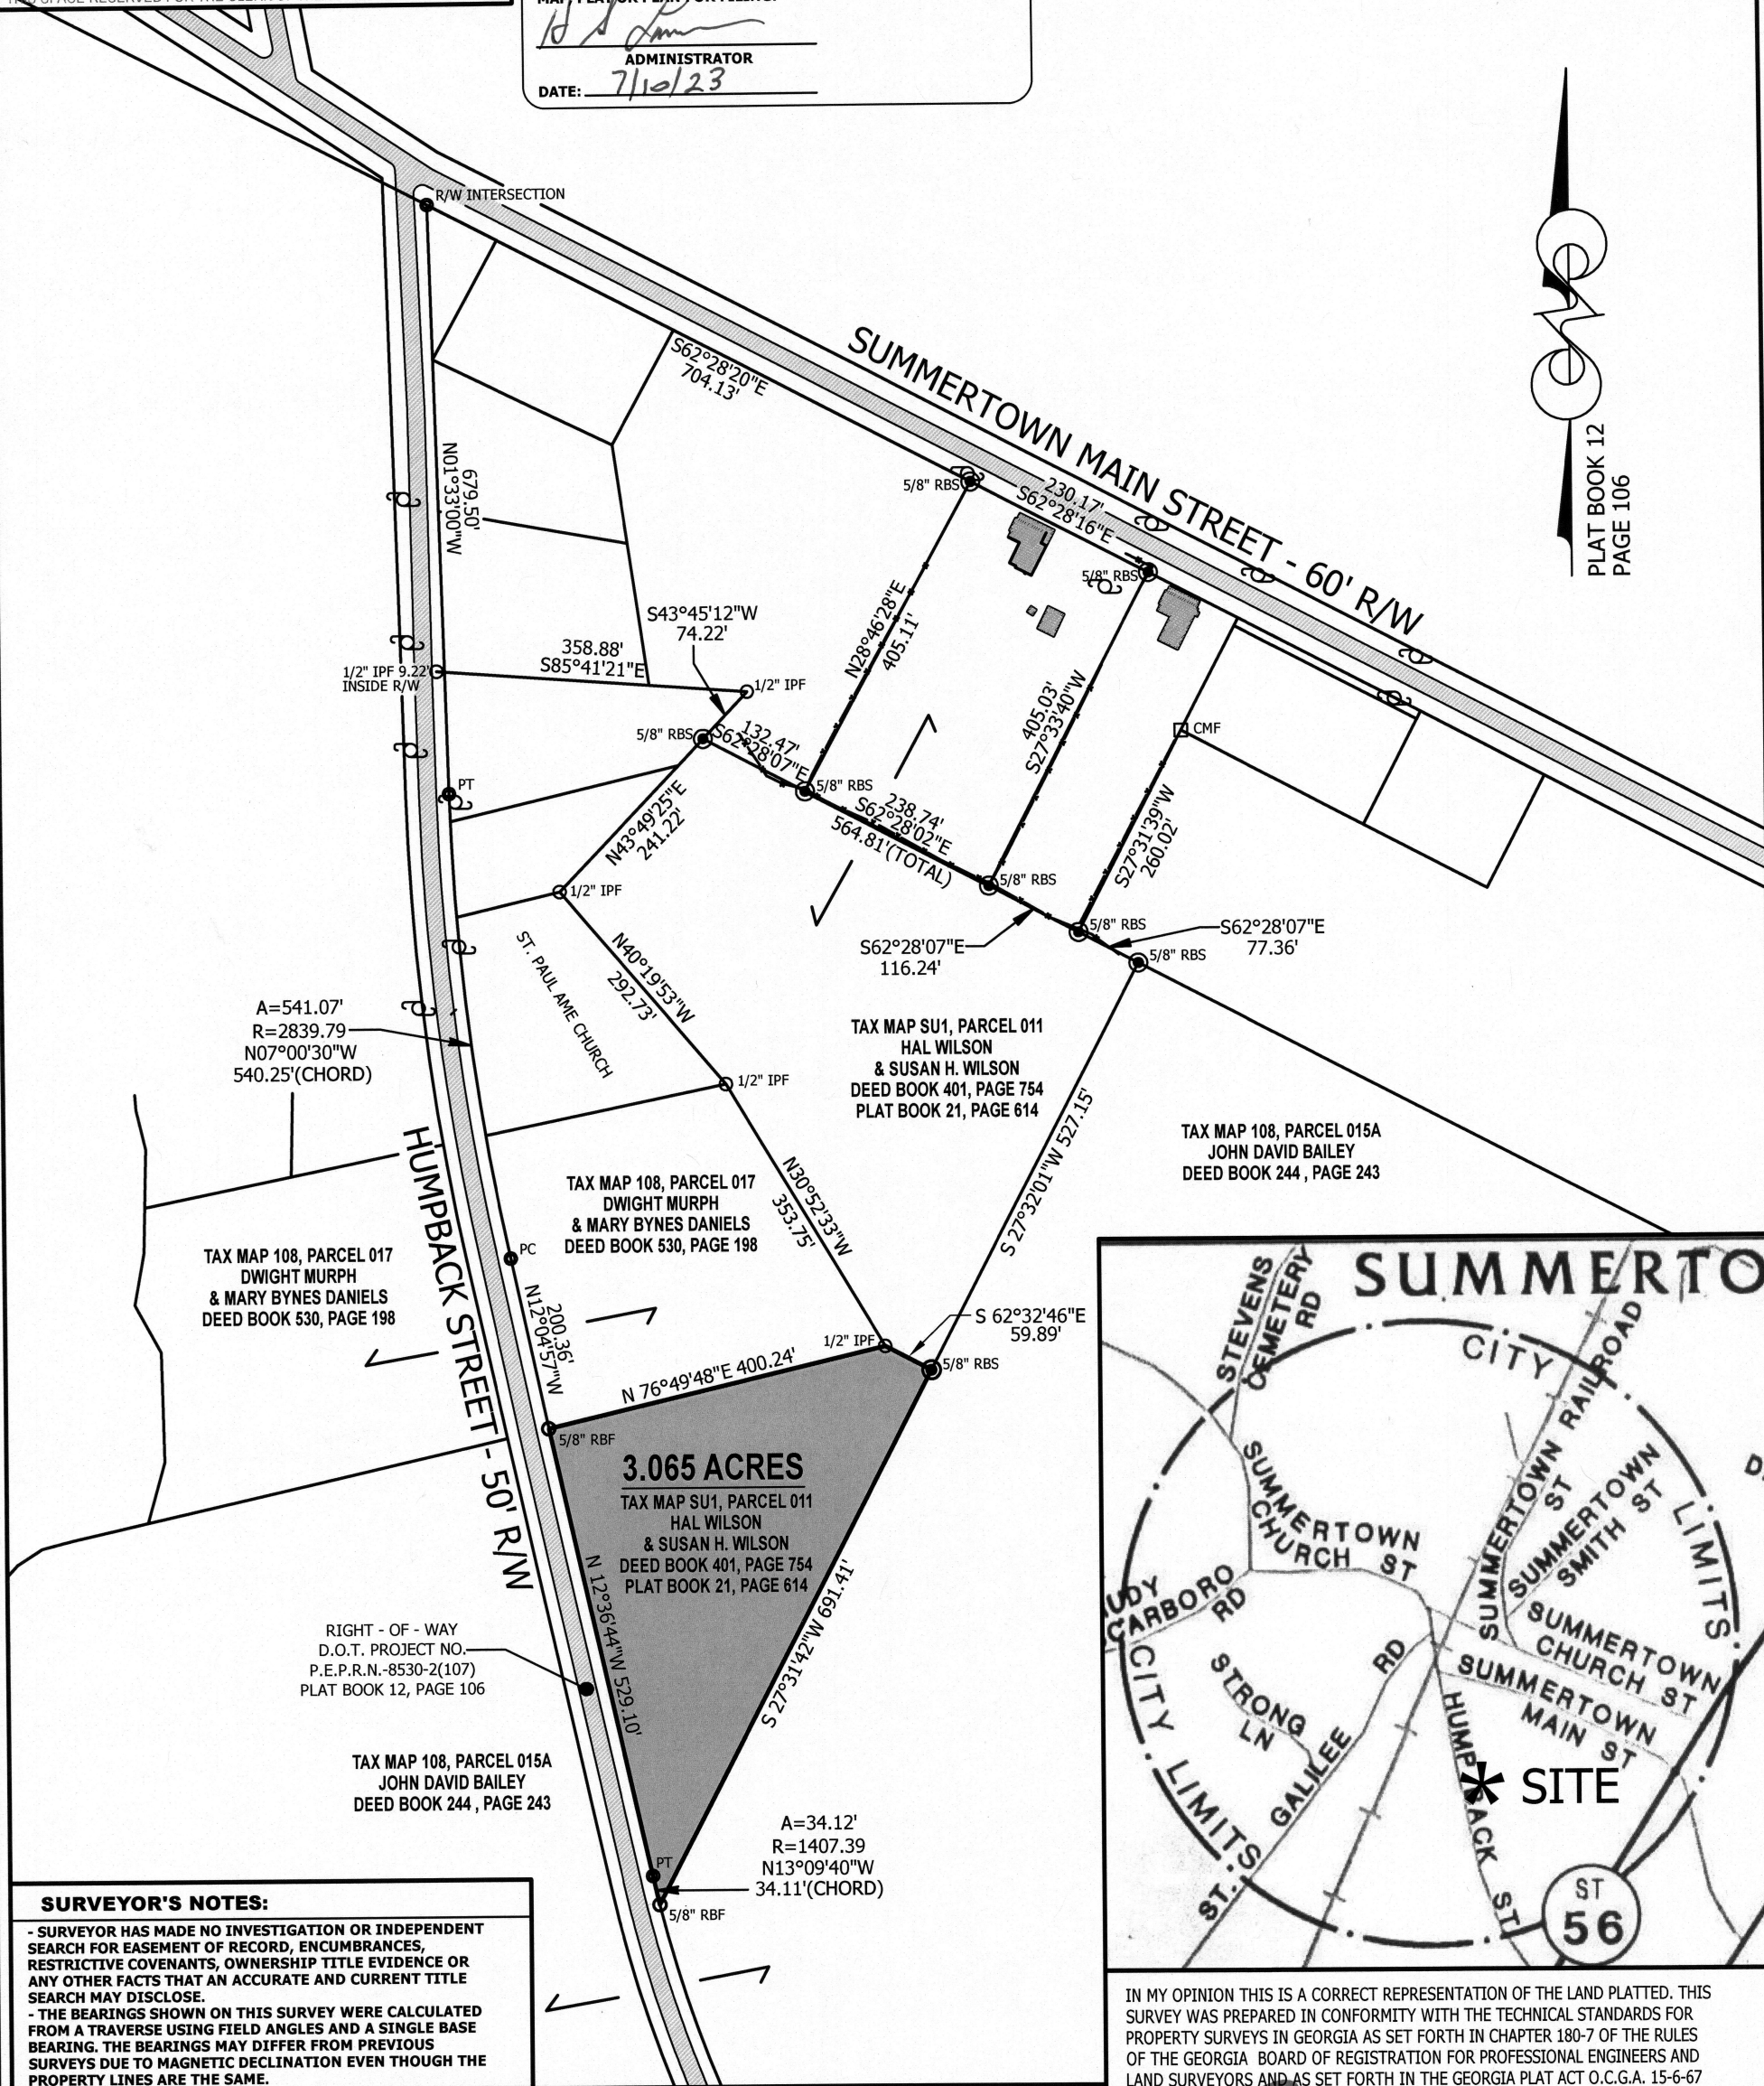 ADMINISTRATOR
DATE: 7/10/23
R/W INTERSECTION
PLAT BOOK 12
PAGE 106
SUMMERTOWN MAIN STREET - 60' R/W
S62°28'20"E
704.13'
679.50'
N01°33'00"W
5/8" RBS
230.17'
S62°28'16"E
5/8" RBS
N28°46'28"E
405.11'
S43°45'12"W
74.22'
358.88'
S85°41'21"E
1/2" IPF 9.22'
INSIDE R/W
1/2" IPF
405.03'
S27°33'40"W
CMF
5/8" RBS
132.47'
S62°28'07"E
5/8" RBS
PT
238.74'
S62°28'02"E
564.81'(TOTAL)
N43°49'25"E
241.22'
S27°31'39"W
260.02'
1/2" IPF
5/8" RBS
5/8" RBS
S62°28'07"E
77.36'
S62°28'07"E
116.24'
5/8" RBS
ST. PAUL AME CHURCH
N40°19'53"W
292.73'
A=541.07'
R=2839.79
N07°00'30"W
540.25'(CHORD)
TAX MAP SU1, PARCEL 011
HAL WILSON
& SUSAN H. WILSON
DEED BOOK 401, PAGE 754
PLAT BOOK 21, PAGE 614
1/2" IPF
S 27°32'01"W 527.15'
TAX MAP 108, PARCEL 015A
JOHN DAVID BAILEY
DEED BOOK 244 , PAGE 243
HUMPBACK STREET - 50' R/W
TAX MAP 108, PARCEL 017
DWIGHT MURPH
& MARY BYNES DANIELS
DEED BOOK 530, PAGE 198
N30°52'33"W
353.75'
TAX MAP 108, PARCEL 017
DWIGHT MURPH
& MARY BYNES DANIELS
DEED BOOK 530, PAGE 198
PC
200.36'
N12°04'57"W
S 62°32'46"E
59.89'
1/2" IPF
5/8" RBS
N 76°49'48"E 400.24'
5/8" RBF
3.065 ACRES
TAX MAP SU1, PARCEL 011
HAL WILSON
& SUSAN H. WILSON
DEED BOOK 401, PAGE 754
PLAT BOOK 21, PAGE 614
N 12°36'44"W 529.10'
S 27°31'42"W 691.41'
RIGHT - OF - WAY
D.O.T. PROJECT NO.
P.E.P.R.N.-8530-2(107)
PLAT BOOK 12, PAGE 106
TAX MAP 108, PARCEL 015A
JOHN DAVID BAILEY
DEED BOOK 244 , PAGE 243
A=34.12'
R=1407.39
N13°09'40"W
34.11'(CHORD)
PT
5/8" RBF
SUMMERTO
STEVENS
CEMETERY
RD
CITY
SUMMERTOWN RAILROAD
ST
SUMMERTOWN
SMITH ST
LIMITS
SUMMERTOWN
CHURCH ST
UDY
CARBORO
RD
SUMMERTOWN
CHURCH ST
SUMMERTOWN
MAIN ST
STRONG
LN
RD
ST. GALILEE
CITY LIMITS
HUMPBACK ST
* SITE
ST
56
SURVEYOR'S NOTES:
- SURVEYOR HAS MADE NO INVESTIGATION OR INDEPENDENT
SEARCH FOR EASEMENT OF RECORD, ENCUMBRANCES,
RESTRICTIVE COVENANTS, OWNERSHIP TITLE EVIDENCE OR
ANY OTHER FACTS THAT AN ACCURATE AND CURRENT TITLE
SEARCH MAY DISCLOSE.
- THE BEARINGS SHOWN ON THIS SURVEY WERE CALCULATED
FROM A TRAVERSE USING FIELD ANGLES AND A SINGLE BASE
BEARING. THE BEARINGS MAY DIFFER FROM PREVIOUS
SURVEYS DUE TO MAGNETIC DECLINATION EVEN THOUGH THE
PROPERTY LINES ARE THE SAME.
IN MY OPINION THIS IS A CORRECT REPRESENTATION OF THE LAND PLATTED. THIS
SURVEY WAS PREPARED IN CONFORMITY WITH THE TECHNICAL STANDARDS FOR
PROPERTY SURVEYS IN GEORGIA AS SET FORTH IN CHAPTER 180-7 OF THE RULES
OF THE GEORGIA BOARD OF REGISTRATION FOR PROFESSIONAL ENGINEERS AND
LAND SURVEYORS AND AS SET FORTH IN THE GEORGIA PLAT ACT O.C.G.A. 15-6-67